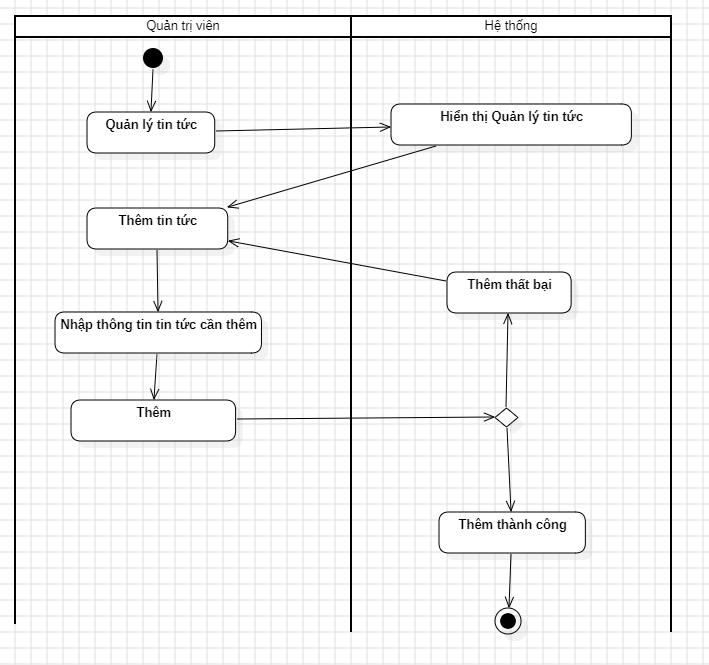 Quản trị viên
Hệ thống
Quản lý tin tức
Hiển thị Quản lý tin tức
Thêm tin tức
Thêm thất bại
Nhập thông tin tin tức cần thêm
Thêm
Thêm thành công